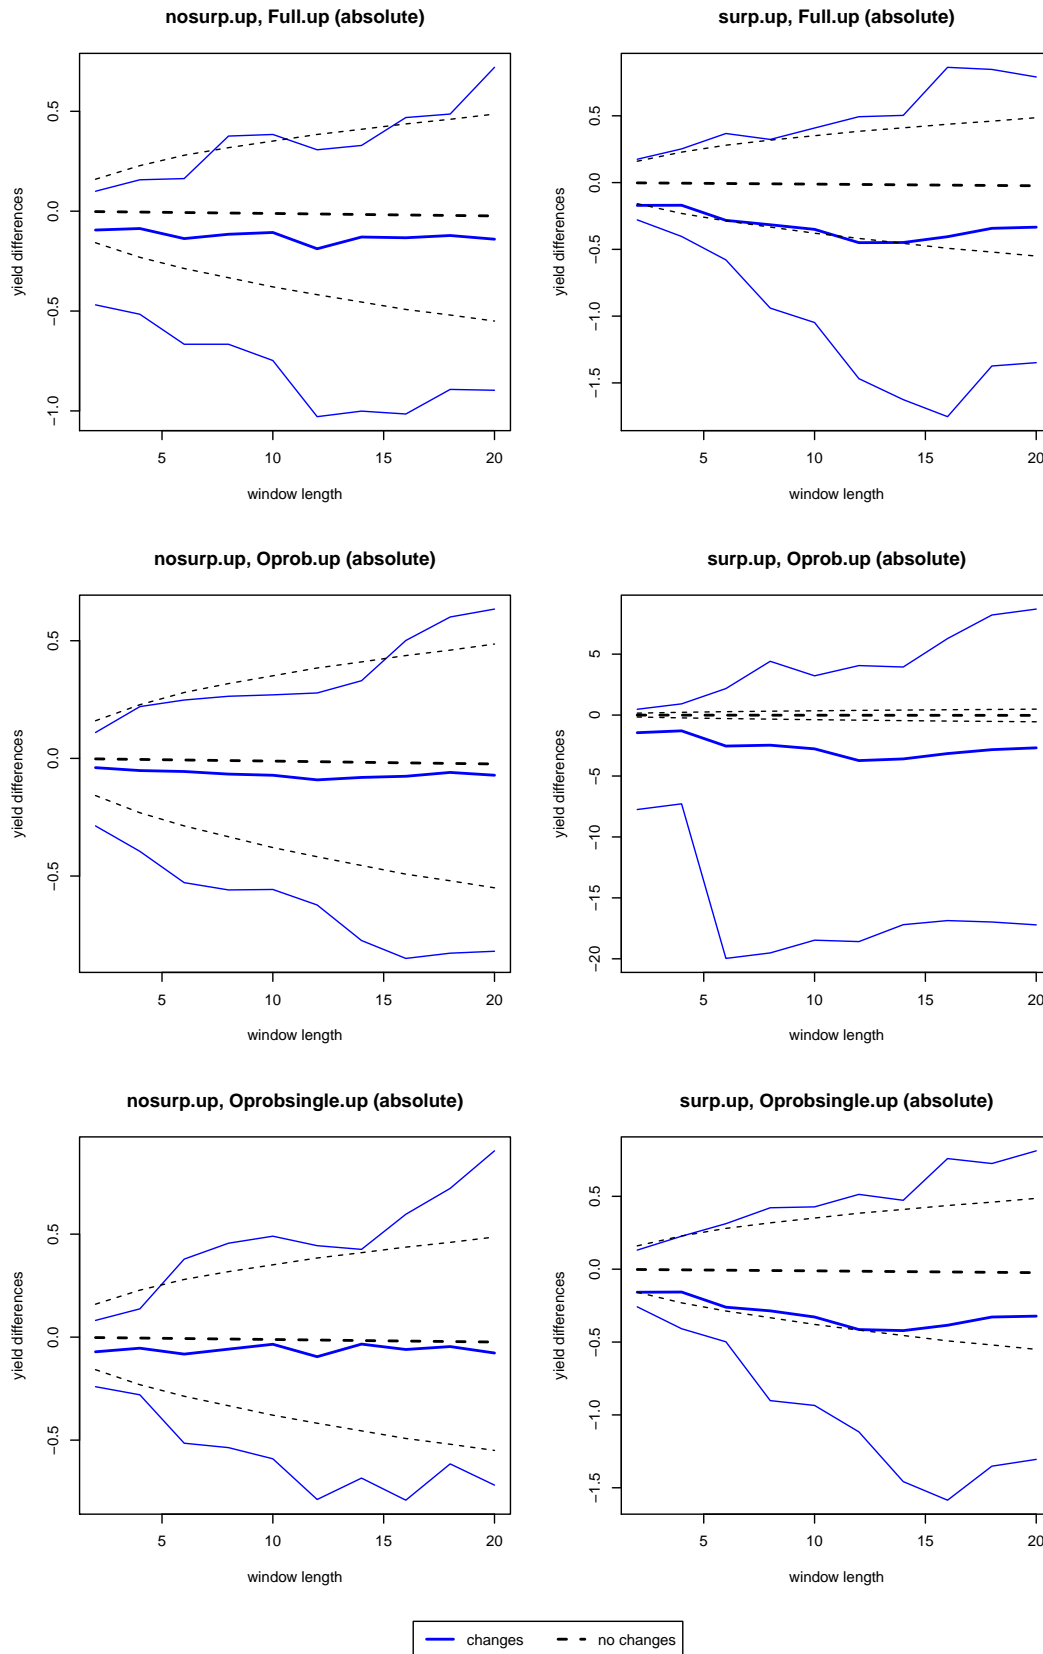 nosurp.up, Full.up (absolute)
yield differences
0.5
0.0
−0.5
−1.0
5 10 15 20
window length
surp.up, Full.up (absolute)
yield differences
0.5
0.0
−0.5
−1.0
−1.5
5 10 15 20
window length
nosurp.up, Oprob.up (absolute)
yield differences
0.5
0.0
−0.5
5 10 15 20
window length
surp.up, Oprob.up (absolute)
yield differences
5
0
−5
−10
−15
−20
5 10 15 20
window length
nosurp.up, Oprobsingle.up (absolute)
yield differences
0.5
0.0
−0.5
5 10 15 20
window length
surp.up, Oprobsingle.up (absolute)
yield differences
0.5
0.0
−0.5
−1.0
−1.5
5 10 15 20
window length
changes no changes